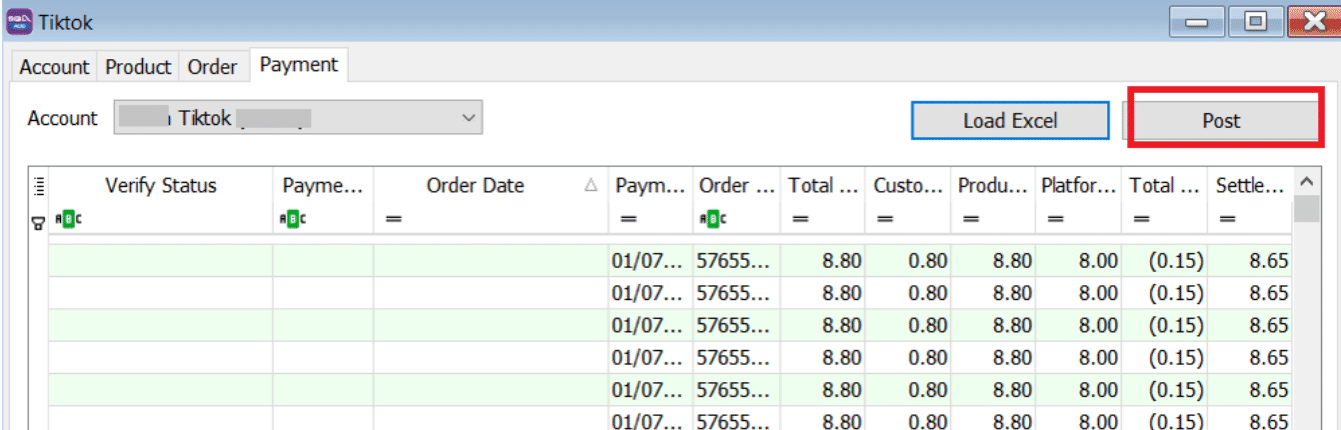 Tiktok
Account Product Order Payment
Account Tiktok Load Excel Post
Verify Status Payme... Order Date Paym... Order ... Total ... Custo... Produ... Platfor... Total ... Settle...
ABC ABC = = ABC = = = = = =
01/07... 57655... 8.80 0.80 8.80 8.00 (0.15) 8.65
01/07... 57655... 8.80 0.80 8.80 8.00 (0.15) 8.65
01/07... 57655... 8.80 0.80 8.80 8.00 (0.15) 8.65
01/07... 57655... 8.80 0.80 8.80 8.00 (0.15) 8.65
01/07... 57655... 8.80 0.80 8.80 8.00 (0.15) 8.65
01/07... 57655... 8.80 0.80 8.80 8.00 (0.15) 8.65